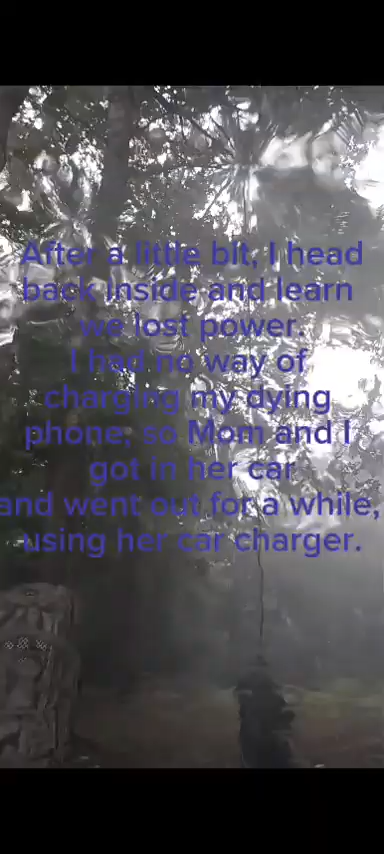 After a little bit, I head
back inside and learn
we lost power.
I had no way of
charging my dying
phone, so Mom and I
got in her car
and went out for a while,
using her car charger.